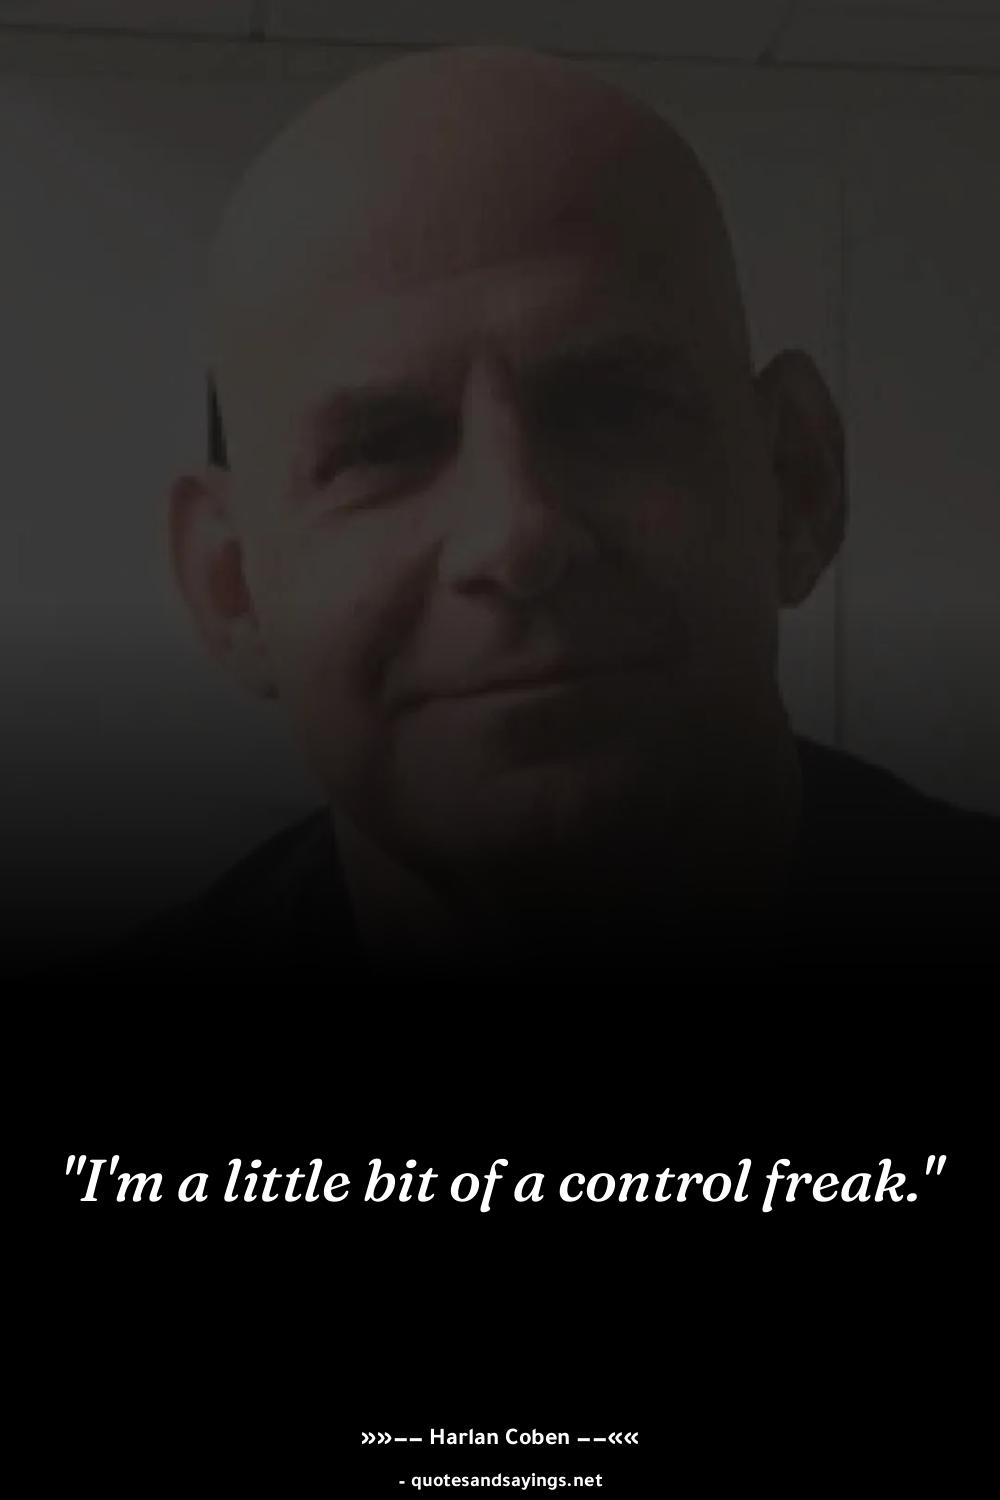 "I'm a little bit of a control freak."
»»−− Harlan Coben −−««
- quotesandsayings.net